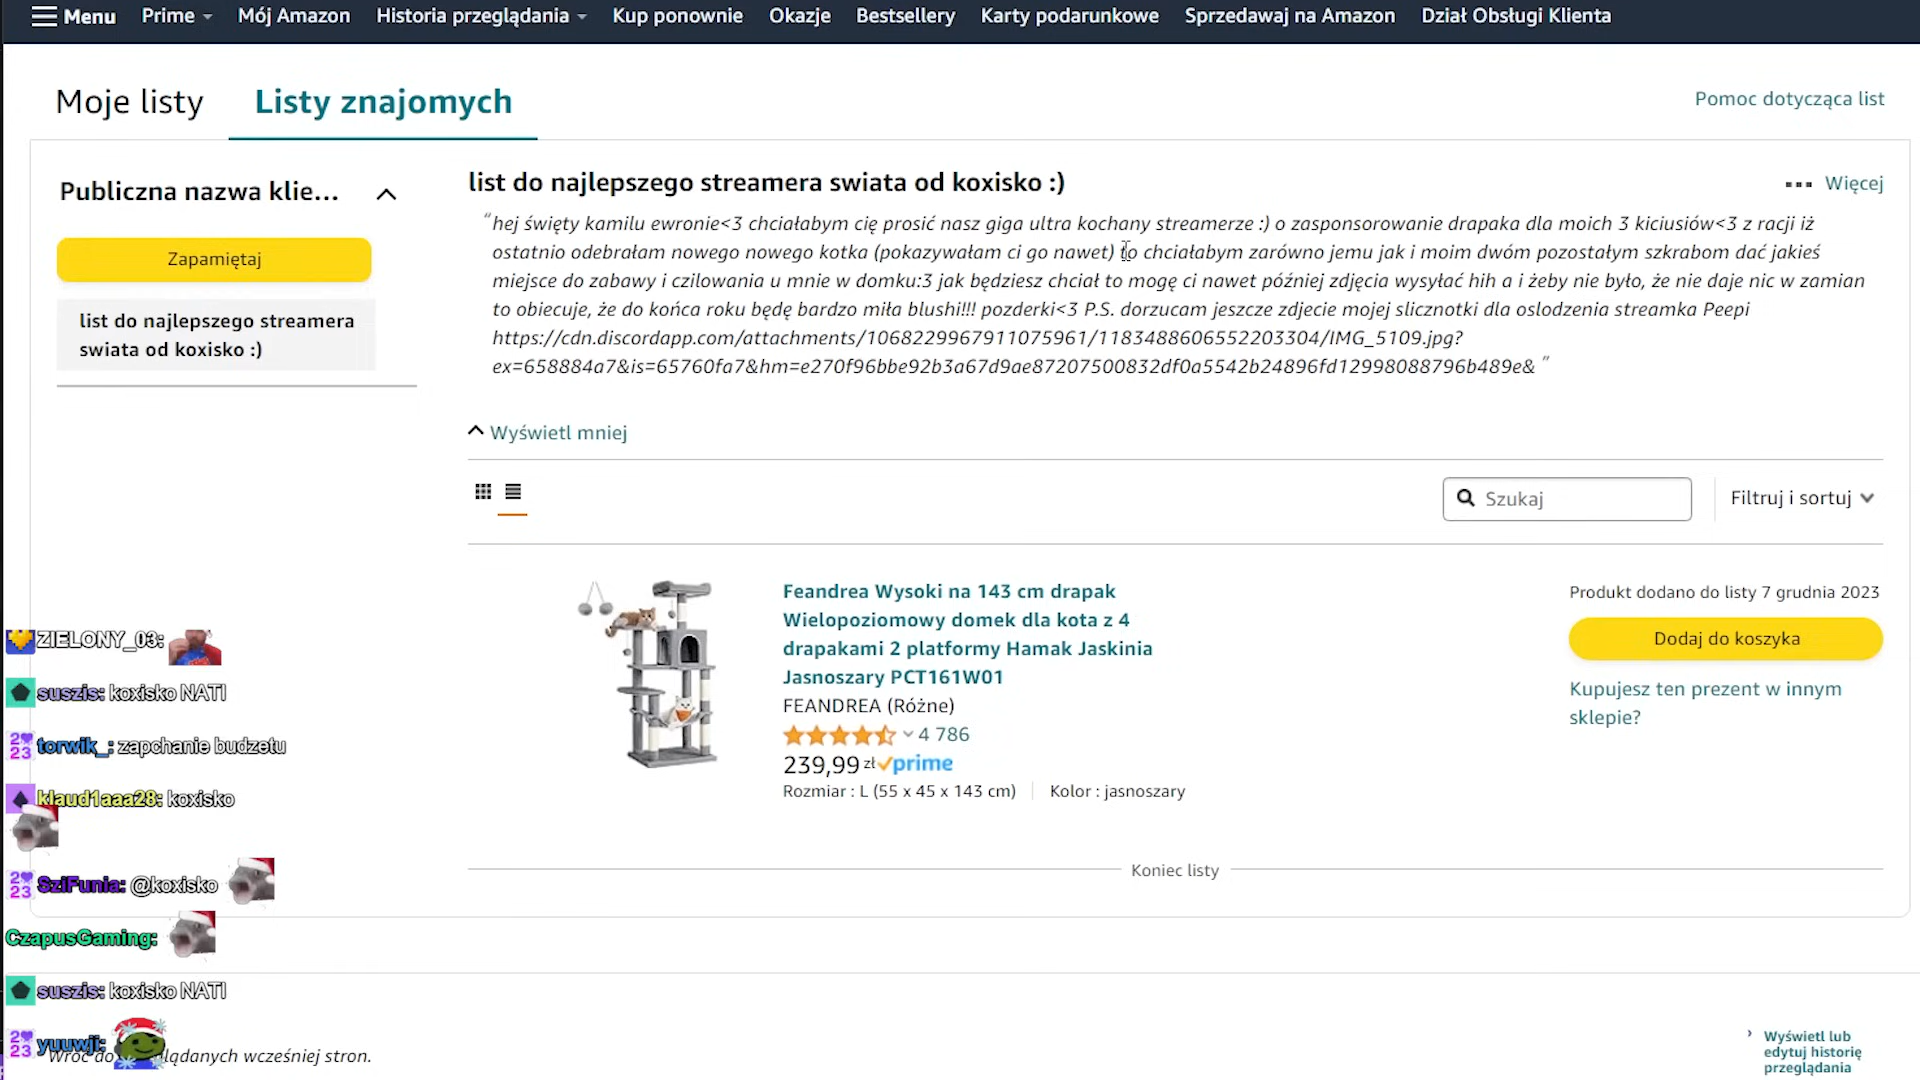 Menu Prime Mój Amazon Historia przeglądania Kup ponownie Okazje Bestsellery Karty podarunkowe Sprzedawaj na Amazon Dział Obsługi Klienta
Moje listy Listy znajomych
Pomoc dotycząca list
Publiczna nazwa klie...
Zapamiętaj
list do najlepszego streamera
swiata od koxisko :)
list do najlepszego streamera swiata od koxisko :)
Więcej
“hej święty kamilu ewronie<3 chciałabym cię prosić nasz giga ultra kochany streamerze :) o zasponsorowanie drapaka dla moich 3 kiciusiów<3 z racji iż
ostatnio odebrałam nowego nowego kotka (pokazywałam ci go nawet) to chciałabym zarówno jemu jak i moim dwóm pozostałym szkrabom dać jakieś
miejsce do zabawy i czilowania u mnie w domku:3 jak będziesz chciał to mogę ci nawet później zdjęcia wysyłać hih a i żeby nie było, że nie daje nic w zamian
to obiecuje, że do końca roku będę bardzo miła blushi!!! pozderki<3 P.S. dorzucam jeszcze zdjecie mojej slicznotki dla oslodzenia streamka Peepi
https://cdn.discordapp.com/attachments/1068229967911075961/1183488606552203304/IMG_5109.jpg?
ex=658884a7&is=65760fa7&hm=e270f96bbe92b3a67d9ae87207500832df0a5542b24896fd12998088796b489e& ”
Wyświetl mniej
Szukaj
Filtruj i sortuj
Feandrea Wysoki na 143 cm drapak
Wielopoziomowy domek dla kota z 4
drapakami 2 platformy Hamak Jaskinia
Jasnoszary PCT161W01
FEANDREA (Różne)
4 786
239,99 zł prime
Rozmiar : L (55 x 45 x 143 cm) Kolor : jasnoszary
Produkt dodano do listy 7 grudnia 2023
Dodaj do koszyka
Kupujesz ten prezent w innym
sklepie?
Koniec listy
ZIELONY_03:
suszis: koxisko NATI
2023 torwik_: zapchanie budzetu
klaud1aaa28: koxisko
2023 SziFunia: @koxisko
CzapusGaming:
suszis: koxisko NATI
2023 yuuwji:
Wróć do lądanych wcześniej stron.
Wyświetl lub
edytuj historię
przeglądania